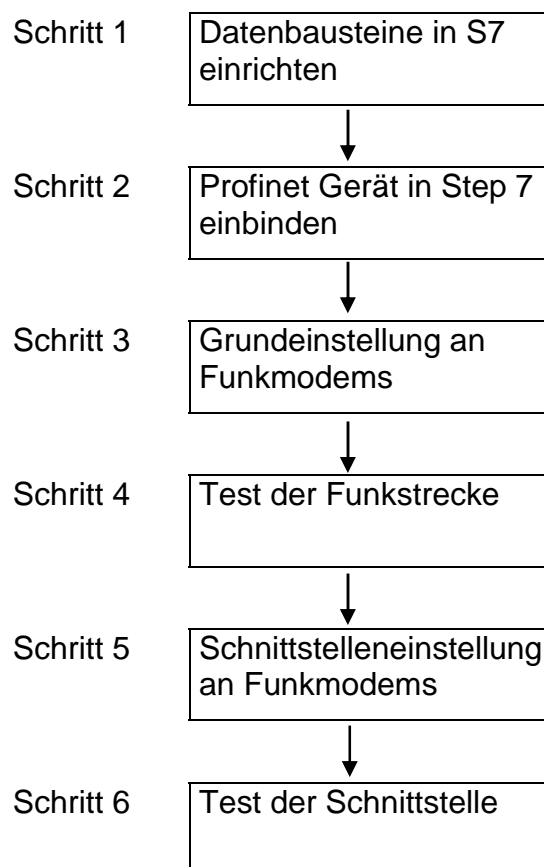 Schritt 1
Datenbausteine in S7
einrichten
Schritt 2
Profinet Gerät in Step 7
einbinden
Schritt 3
Grundeinstellung an
Funkmodems
Schritt 4
Test der Funkstrecke
Schritt 5
Schnittstelleneinstellung
an Funkmodems
Schritt 6
Test der Schnittstelle